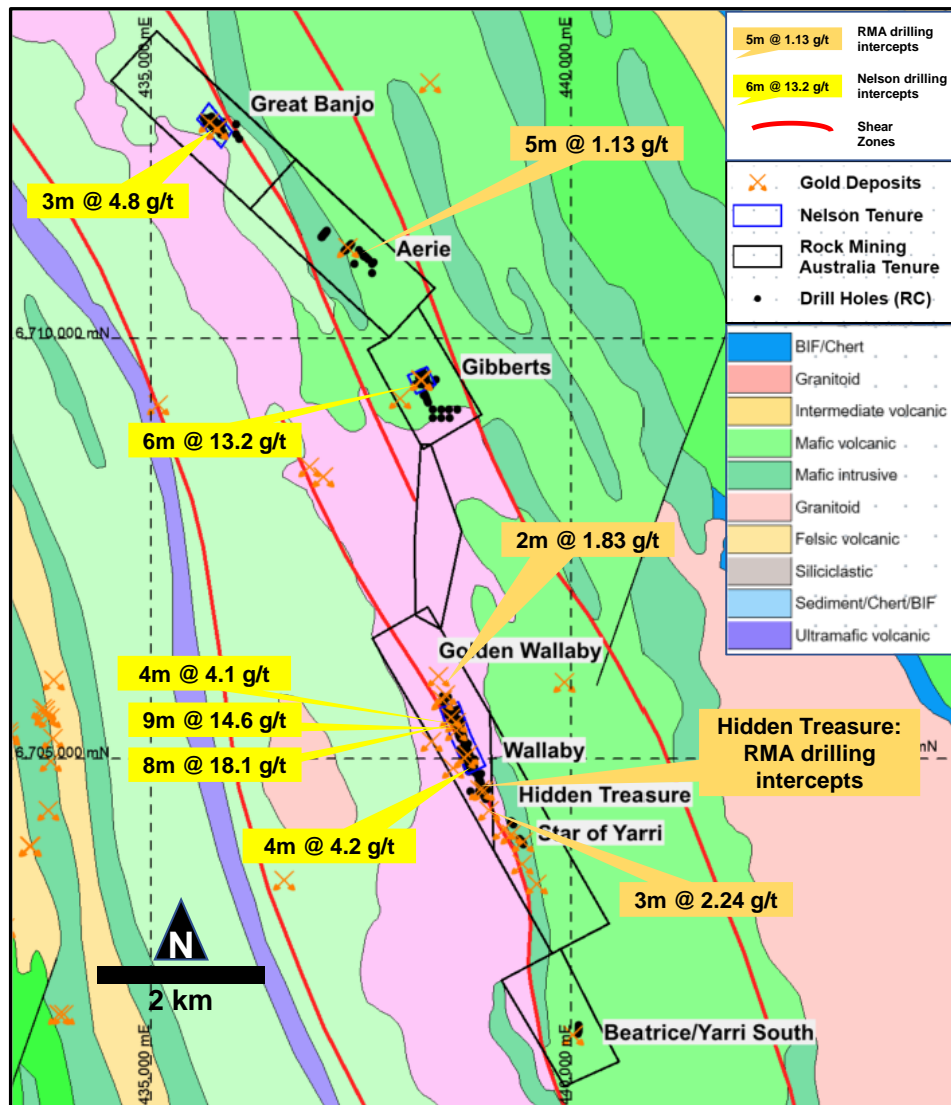 435,000 mE
440,000 mE
Great Banjo
3m @ 4.8 g/t
5m @ 1.13 g/t
Aerie
6,710,000 mN
Gibberts
6m @ 13.2 g/t
2m @ 1.83 g/t
Golden Wallaby
4m @ 4.1 g/t
9m @ 14.6 g/t
8m @ 18.1 g/t
6,705,000 mN
mN
Wallaby
Hidden Treasure:
RMA drilling
intercepts
Hidden Treasure
4m @ 4.2 g/t
Star of Yarri
3m @ 2.24 g/t
N
2 km
Beatrice/Yarri South
435,000 mE
440,000 mE
5m @ 1.13 g/t
RMA drilling
intercepts
6m @ 13.2 g/t
Nelson drilling
intercepts
Shear
Zones
Gold Deposits
Nelson Tenure
Rock Mining
Australia Tenure
Drill Holes (RC)
BIF/Chert
Granitoid
Intermediate volcanic
Mafic volcanic
Mafic intrusive
Granitoid
Felsic volcanic
Siliciclastic
Sediment/Chert/BIF
Ultramafic volcanic